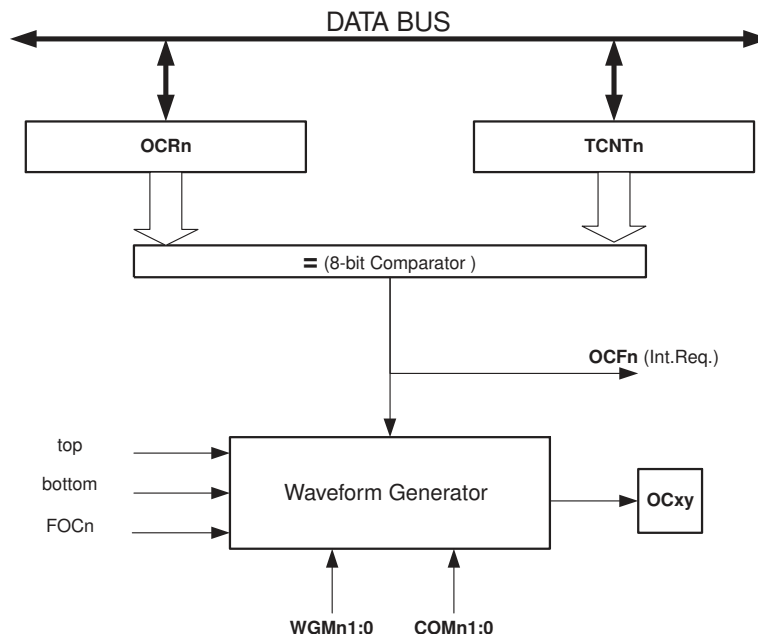 DATA BUS
OCRn
TCNTn
= (8-bit Comparator )
OCFn (Int.Req.)
top
bottom
FOCn
Waveform Generator
OCxy
WGMn1:0
COMn1:0